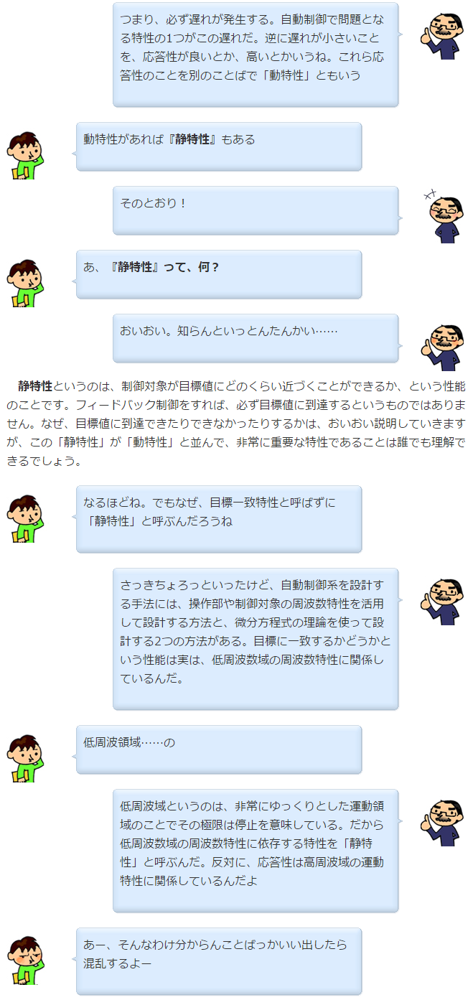 つまり、必ず遅れが発生する。自動制御で問題とな
る特性の1つがこの遅れだ。逆に遅れが小さいこと
を、応答性が良いとか、高いとかいうね。これら応
答性のことを別のことばで「動特性」ともいう
動特性があれば『静特性』もある
そのとおり！
あ、『静特性』って、何？
おいおい。知らんといっとんたんかい……
静特性というのは、制御対象が目標値にどのくらい近づくことができるか、という性能
のことです。フィードバック制御をすれば、必ず目標値に到達するというものではありま
せん。なぜ、目標値に到達できたりできなかったりするかは、おいおい説明していきます
が、この「静特性」が「動特性」と並んで、非常に重要な特性であることは誰でも理解で
きるでしょう。
なるほどね。でもなぜ、目標一致特性と呼ばずに
「静特性」と呼ぶんだろうね
さっきちょろっといったけど、自動制御系を設計す
る手法には、操作部や制御対象の周波数特性を活用
して設計する方法と、微分方程式の理論を使って設
計する2つの方法がある。目標に一致するかどうかと
いう性能は実は、低周波数域の周波数特性に関係し
ているんだ。
低周波領域……の
低周波域というのは、非常にゆっくりとした運動領
域のことでその極限は停止を意味している。だから
低周波数域の周波数特性に依存する特性を「静特
性」と呼ぶんだ。反対に、応答性は高周波域の運動
特性に関係しているんだよ
あー、そんなわけ分からんことばっかいい出したら
混乱するよー